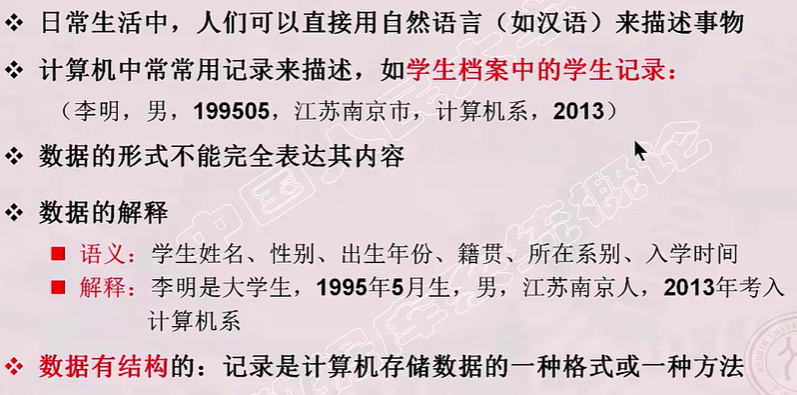 ❖ 日常生活中，人们可以直接用自然语言（如汉语）来描述事物
❖ 计算机中常常用记录来描述，如学生档案中的学生记录：
（李明，男，199505，江苏南京市，计算机系，2013）
❖ 数据的形式不能完全表达其内容
❖ 数据的解释
■ 语义：学生姓名、性别、出生年份、籍贯、所在系别、入学时间
■ 解释：李明是大学生，1995年5月生，男，江苏南京人，2013年考入
计算机系
❖ 数据有结构的：记录是计算机存储数据的一种格式或一种方法